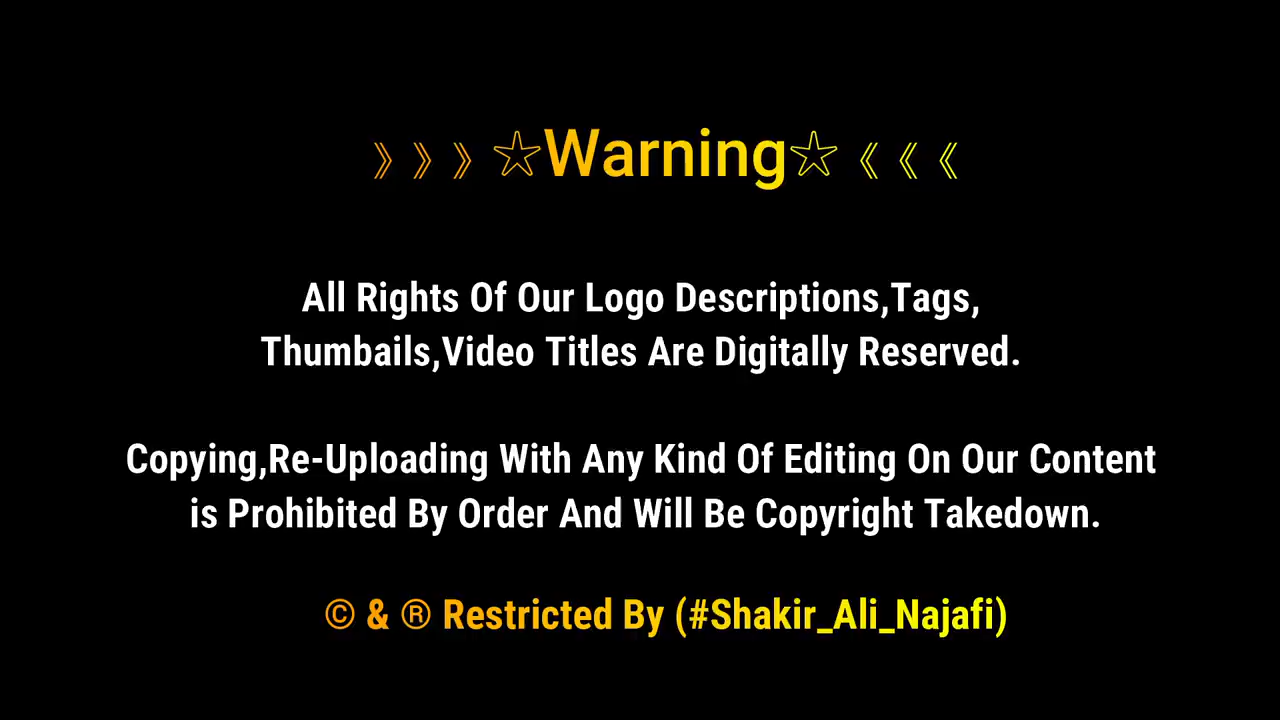 》》》☆Warning☆《《《
All Rights Of Our Logo Descriptions,Tags,
Thumbails,Video Titles Are Digitally Reserved.
Copying,Re-Uploading With Any Kind Of Editing On Our Content
is Prohibited By Order And Will Be Copyright Takedown.
© & ® Restricted By (#Shakir_Ali_Najafi)